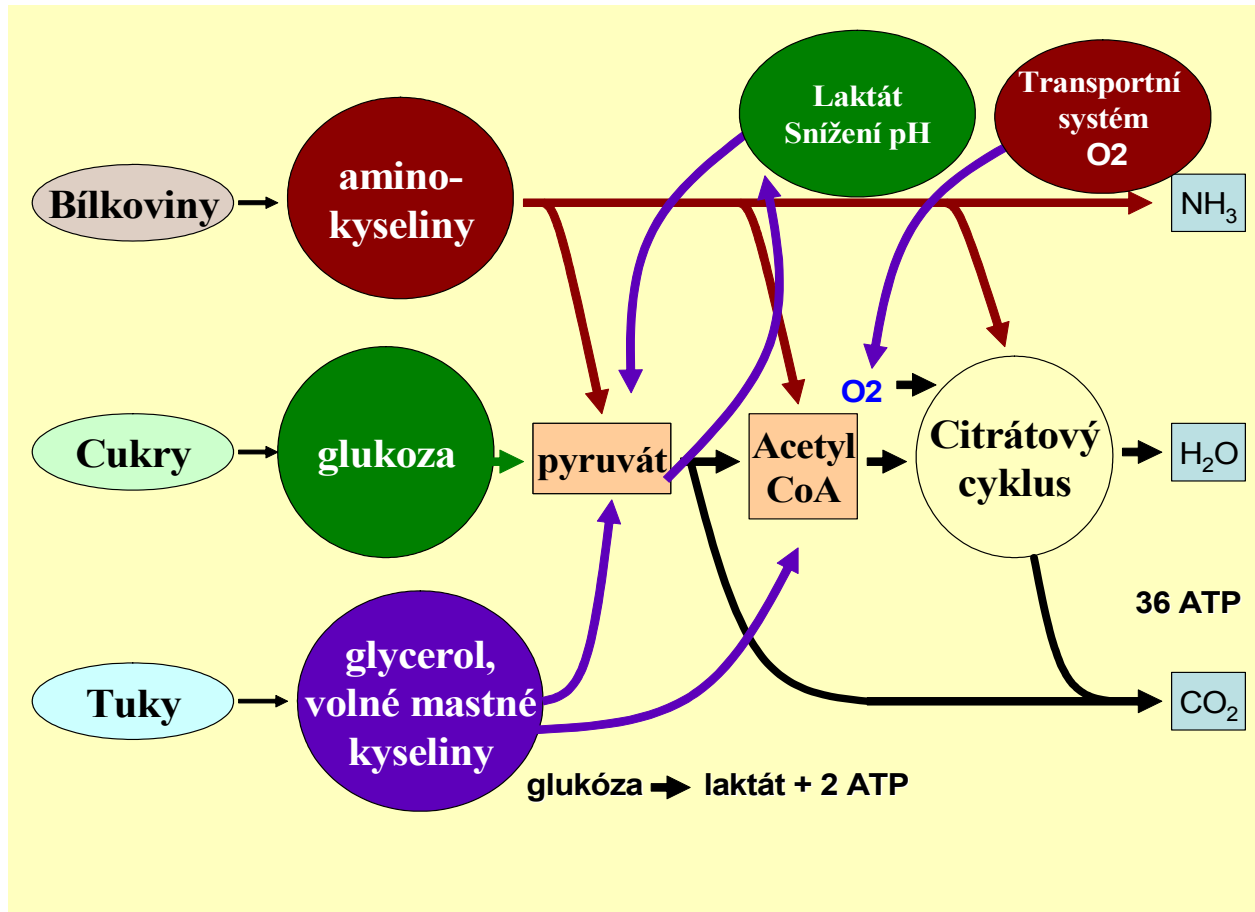 Laktát
Snížení pH
Transportní
systém
O2
Bílkoviny
amino-
kyseliny
NH3
O2
Cukry
glukoza
pyruvát
Acetyl
CoA
Citrátový
cyklus
H2O
36 ATP
Tuky
glycerol,
volné mastné
kyseliny
CO2
glukóza laktát + 2 ATP